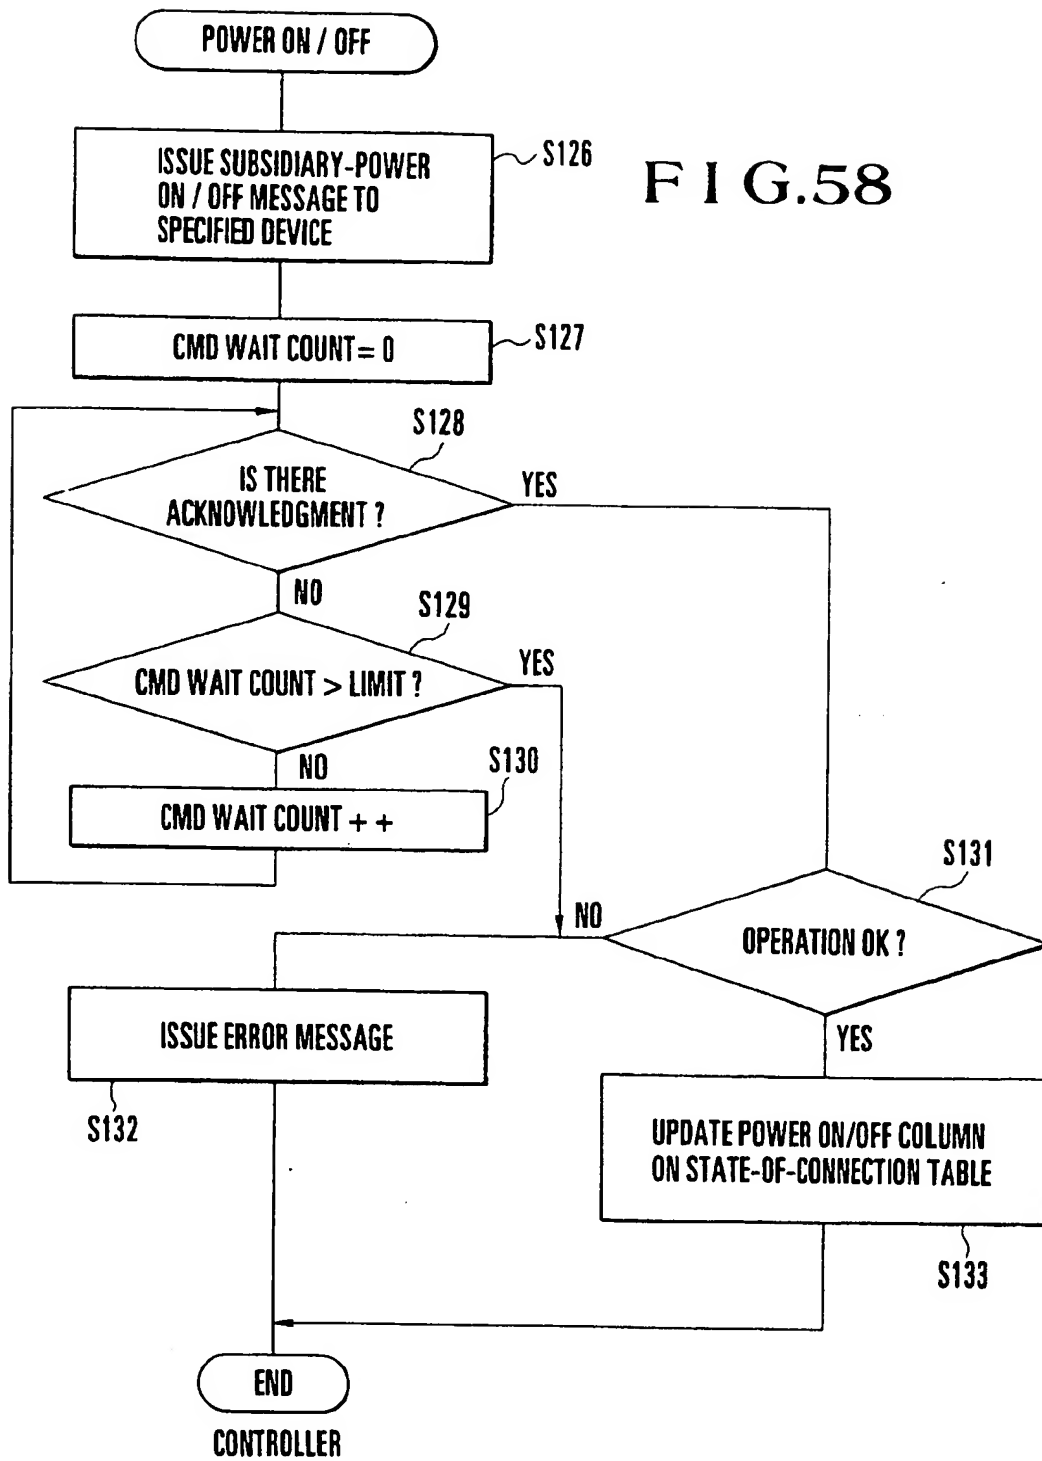 POWER ON / OFF
ISSUE SUBSIDIARY-POWER
ON / OFF MESSAGE TO
SPECIFIED DEVICE
S126
FIG.58
CMD WAIT COUNT = 0
S127
S128
IS THERE
ACKNOWLEDGMENT ?
YES
NO
S129
CMD WAIT COUNT > LIMIT ?
YES
NO
S130
CMD WAIT COUNT + +
S131
NO
OPERATION OK ?
YES
ISSUE ERROR MESSAGE
S132
UPDATE POWER ON/OFF COLUMN
ON STATE-OF-CONNECTION TABLE
S133
END
CONTROLLER